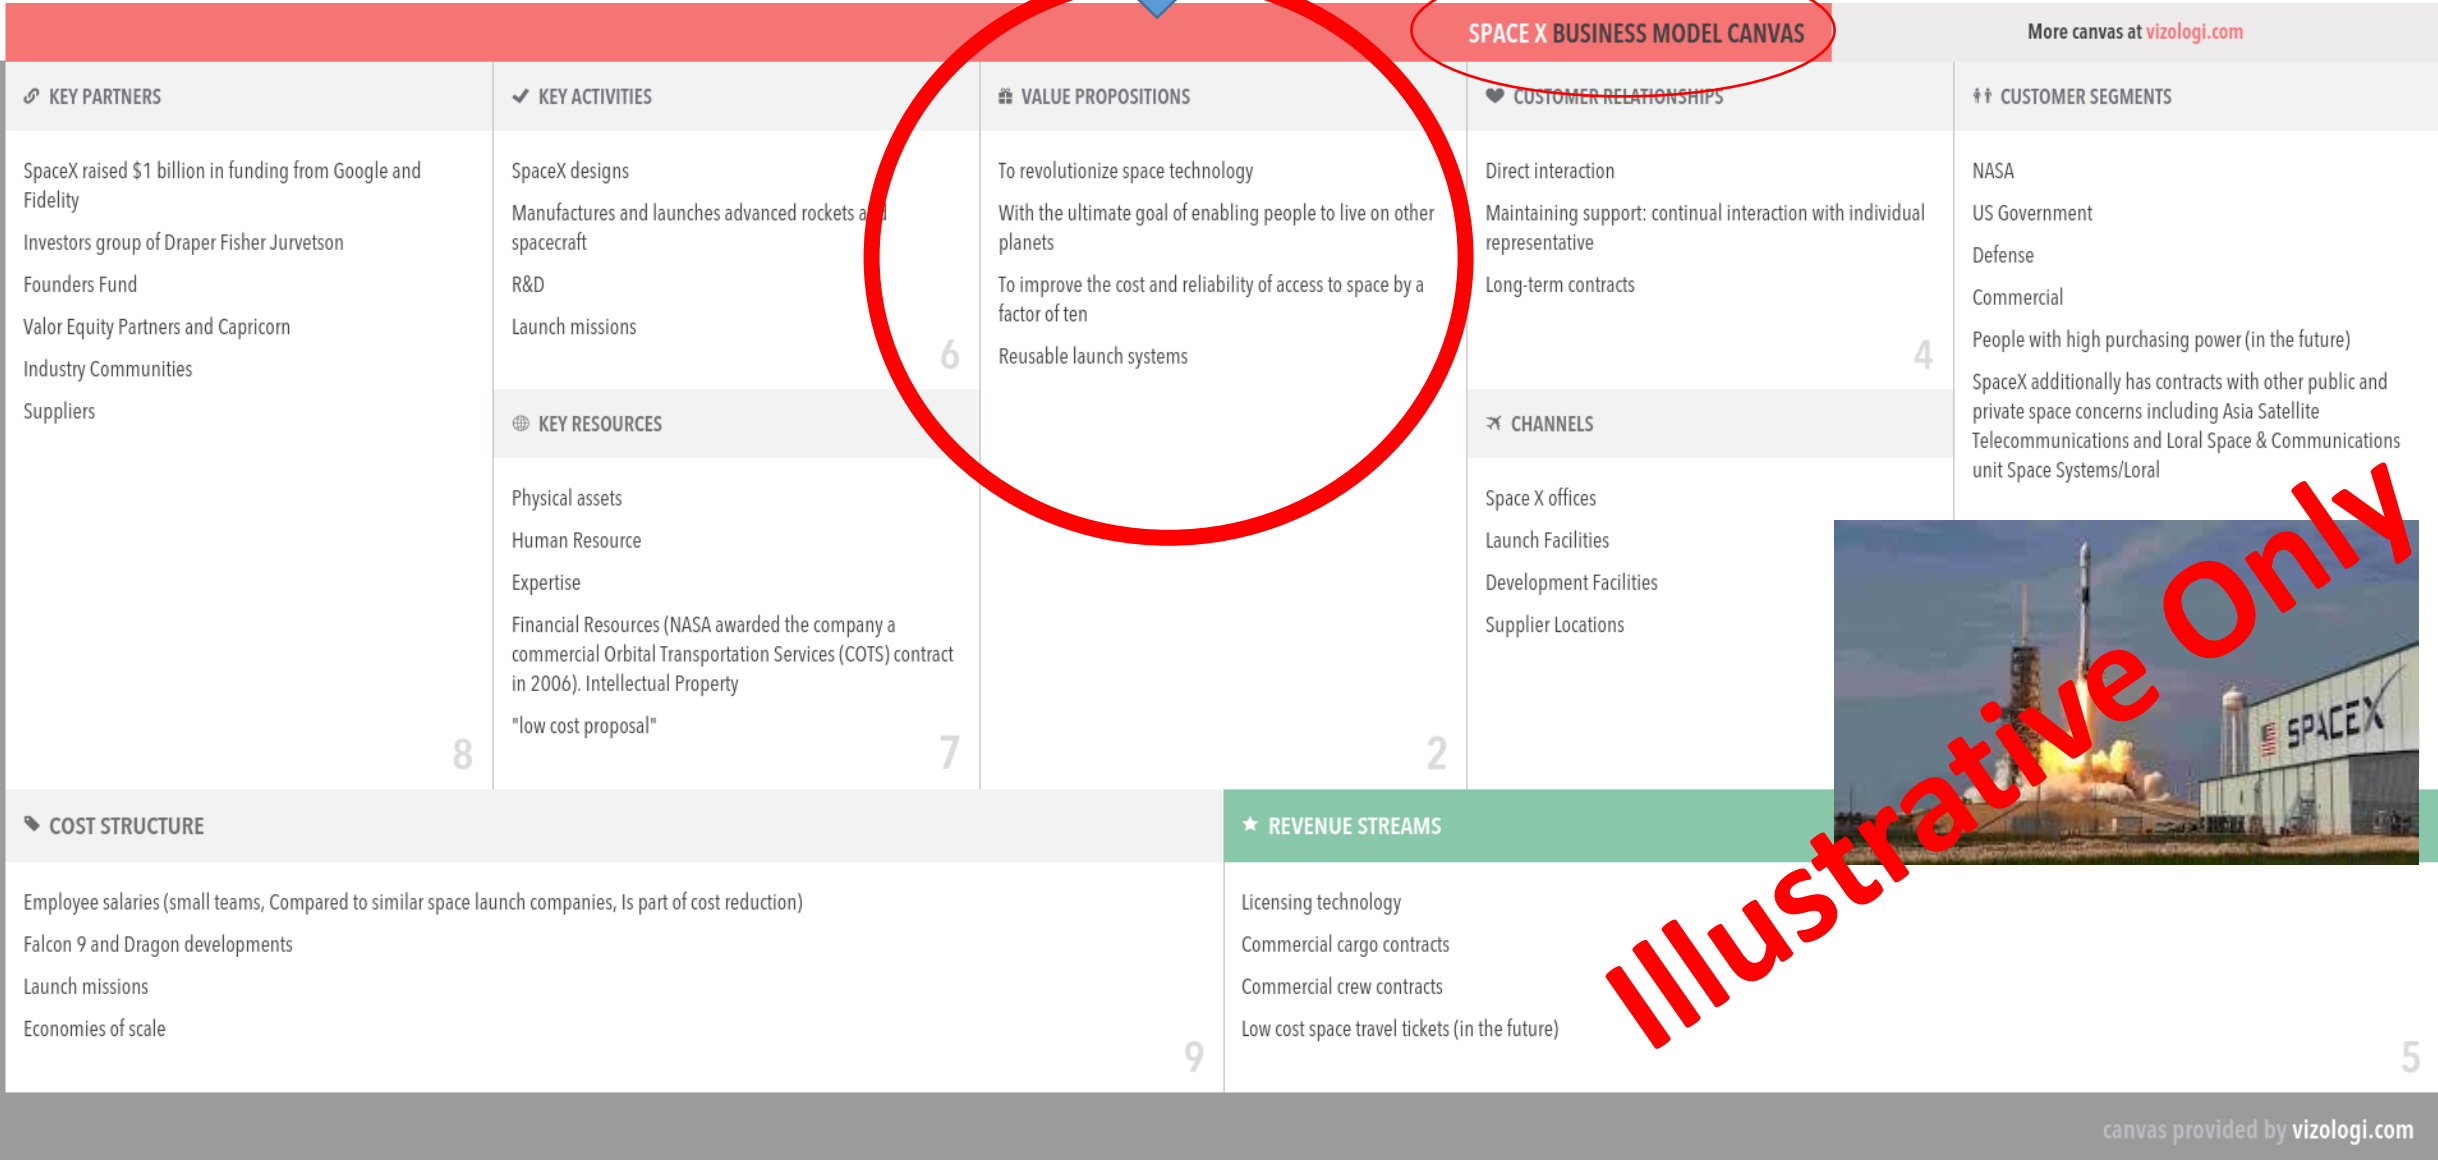 SPACE X BUSINESS MODEL CANVAS
More canvas at vizologi.com
KEY PARTNERS
SpaceX raised $1 billion in funding from Google and
Fidelity
Investors group of Draper Fisher Jurvetson
Founders Fund
Valor Equity Partners and Capricorn
Industry Communities
Suppliers
8
KEY ACTIVITIES
SpaceX designs
Manufactures and launches advanced rockets and
spacecraft
R&D
Launch missions
6
KEY RESOURCES
Physical assets
Human Resource
Expertise
Financial Resources (NASA awarded the company a
commercial Orbital Transportation Services (COTS) contract
in 2006). Intellectual Property
"low cost proposal"
7
VALUE PROPOSITIONS
To revolutionize space technology
With the ultimate goal of enabling people to live on other
planets
To improve the cost and reliability of access to space by a
factor of ten
Reusable launch systems
2
CUSTOMER RELATIONSHIPS
Direct interaction
Maintaining support: continual interaction with individual
representative
Long-term contracts
4
CHANNELS
Space X offices
Launch Facilities
Development Facilities
Supplier Locations
CUSTOMER SEGMENTS
NASA
US Government
Defense
Commercial
People with high purchasing power (in the future)
SpaceX additionally has contracts with other public and
private space concerns including Asia Satellite
Telecommunications and Loral Space & Communications
unit Space Systems/Loral
SPACEX
Illustrative Only
COST STRUCTURE
Employee salaries (small teams, Compared to similar space launch companies, Is part of cost reduction)
Falcon 9 and Dragon developments
Launch missions
Economies of scale
9
REVENUE STREAMS
Licensing technology
Commercial cargo contracts
Commercial crew contracts
Low cost space travel tickets (in the future)
5
canvas provided by vizologi.com